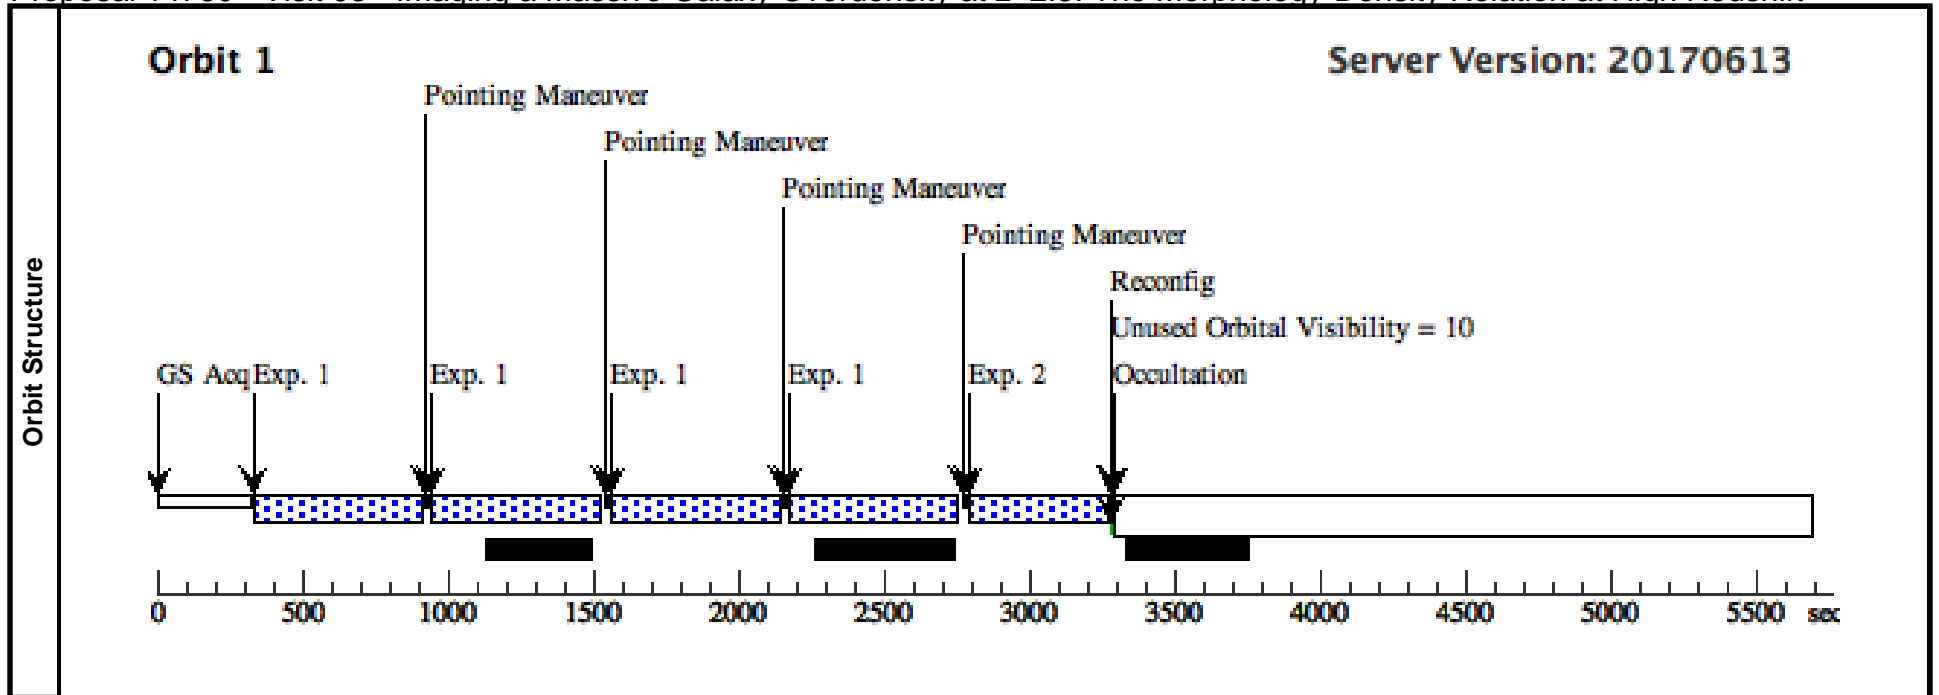 Orbit 1
Server Version: 20170613
Pointing Maneuver
Pointing Maneuver
Pointing Maneuver
Pointing Maneuver
Reconfig
Unused Orbital Visibility = 10
GS Acq Exp. 1 Exp. 1 Exp. 1 Exp. 1 Exp. 2 Occultation
Orbit Structure
0 500 1000 1500 2000 2500 3000 3500 4000 4500 5000 5500 sec